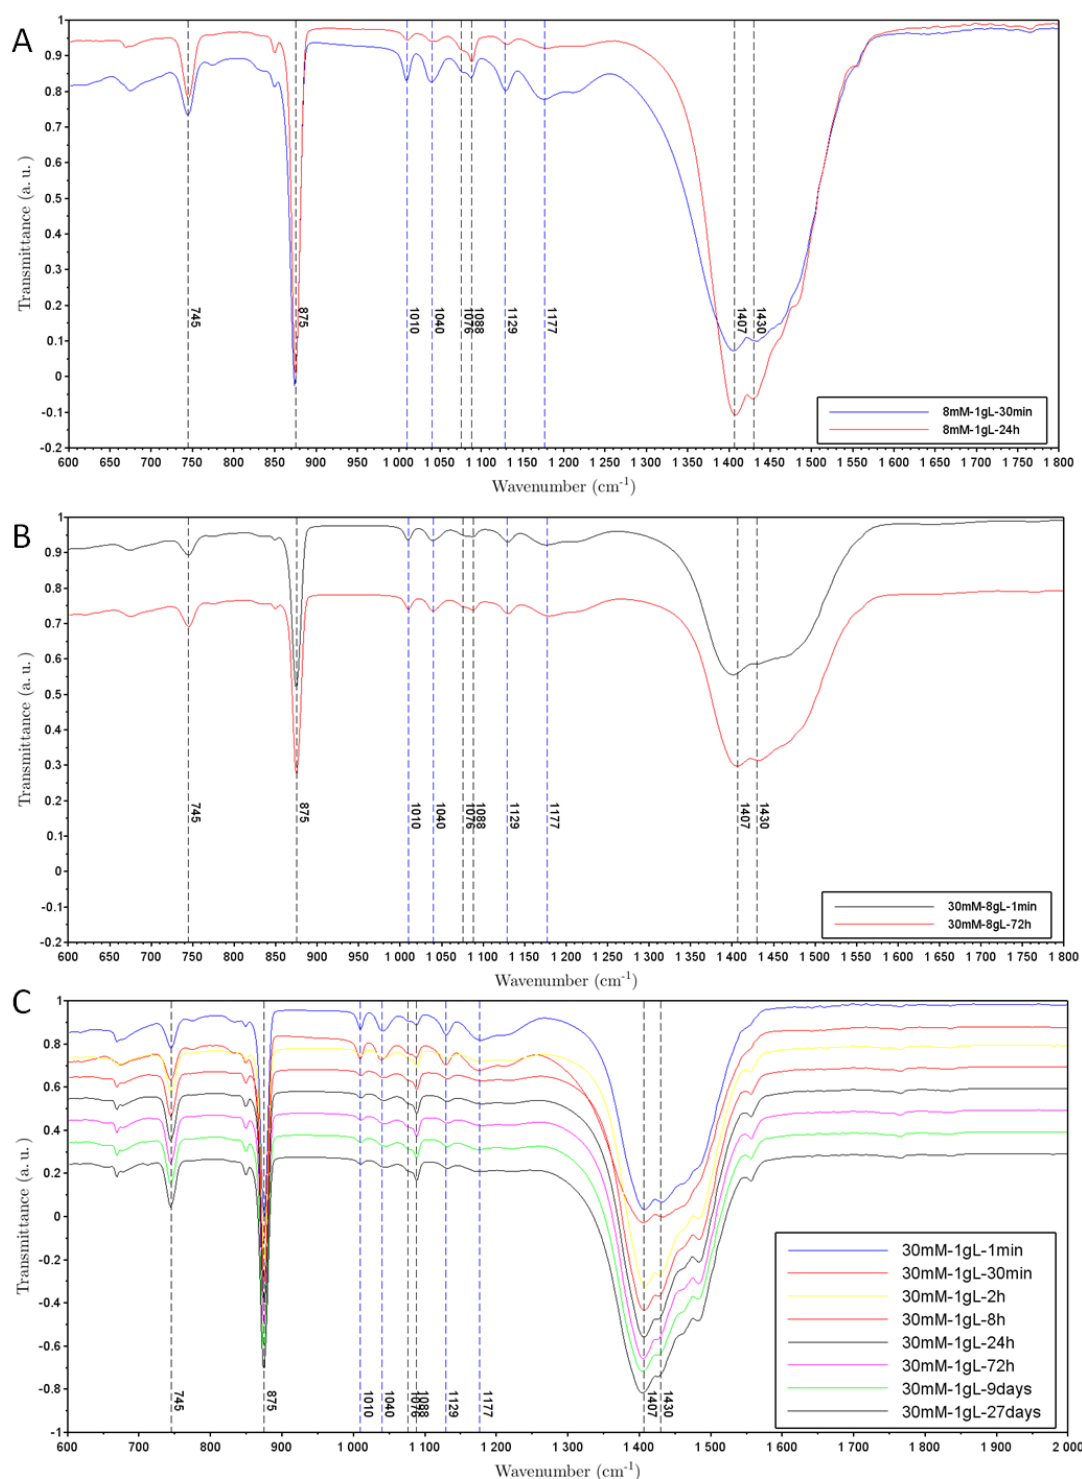 A
1
0.9
0.8
0.7
0.6
0.5
0.4
0.3
0.2
0.1
0
-0.1
-0.2
Transmittance (a. u.)
745
875
1010
1040
1076
1088
1129
1177
1407
1430
8mM-1gL-30min
8mM-1gL-24h
600 650 700 750 800 850 900 950 1 000 1 050 1 100 1 150 1 200 1 250 1 300 1 350 1 400 1 450 1 500 1 550 1 600 1 650 1 700 1 750 1 800
Wavenumber (cm-1)
B
1
0.9
0.8
0.7
0.6
0.5
0.4
0.3
0.2
0.1
0
-0.1
-0.2
Transmittance (a. u.)
745
875
1010
1040
1076
1088
1129
1177
1407
1430
30mM-8gL-1min
30mM-8gL-72h
600 650 700 750 800 850 900 950 1 000 1 050 1 100 1 150 1 200 1 250 1 300 1 350 1 400 1 450 1 500 1 550 1 600 1 650 1 700 1 750 1 800
Wavenumber (cm-1)
C
1
0.8
0.6
0.4
0.2
0
-0.2
-0.4
-0.6
-0.8
-1
Transmittance (a. u.)
745
875
1010
1040
1076
1088
1129
1177
1407
1430
30mM-1gL-1min
30mM-1gL-30min
30mM-1gL-2h
30mM-1gL-8h
30mM-1gL-24h
30mM-1gL-72h
30mM-1gL-9days
30mM-1gL-27days
600 700 800 900 1 000 1 100 1 200 1 300 1 400 1 500 1 600 1 700 1 800 1 900 2 000
Wavenumber (cm-1)